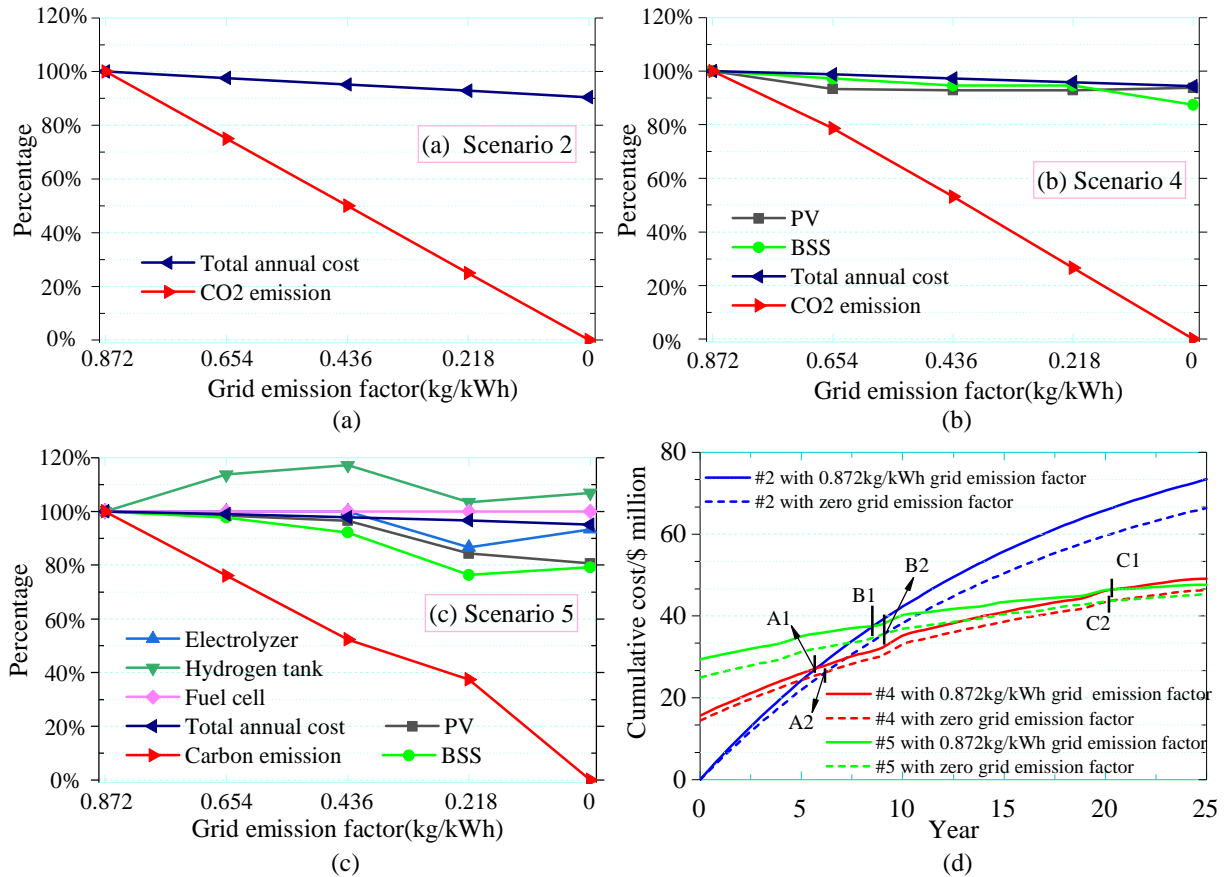 120%
100%
80%
60%
40%
20%
0%
Percentage
(a) Scenario 2
Total annual cost
CO2 emission
0.872
0.654
0.436
0.218
0
Grid emission factor(kg/kWh)
(a)
120%
100%
80%
60%
40%
20%
0%
Percentage
(b) Scenario 4
PV
BSS
Total annual cost
CO2 emission
0.872
0.654
0.436
0.218
0
Grid emission factor(kg/kWh)
(b)
120%
100%
80%
60%
40%
20%
0%
Percentage
(c) Scenario 5
Electrolyzer
Hydrogen tank
Fuel cell
Total annual cost
PV
Carbon emission
BSS
0.872
0.654
0.436
0.218
0
Grid emission factor(kg/kWh)
(c)
80
60
40
20
0
Cumulative cost/$ million
#2 with 0.872kg/kWh grid emission factor
#2 with zero grid emission factor
A1
B1
B2
C1
C2
A2
#4 with 0.872kg/kWh grid emission factor
#4 with zero grid emission factor
#5 with 0.872kg/kWh grid emission factor
#5 with zero grid emission factor
0
5
10
15
20
25
Year
(d)